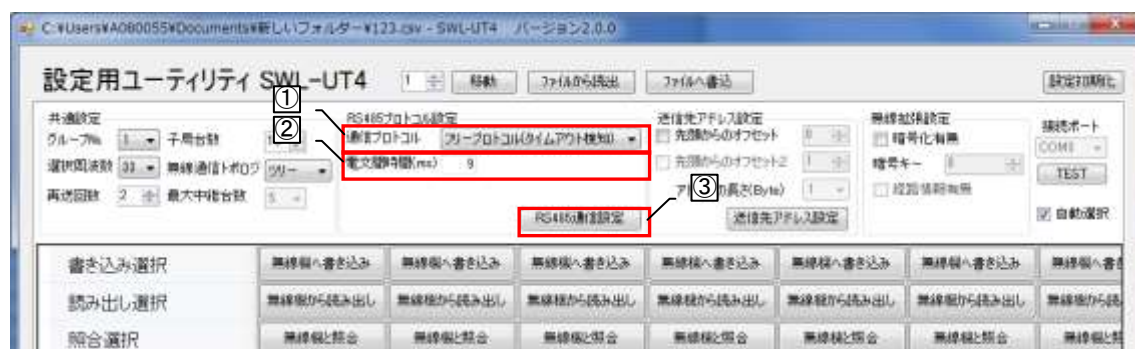 C:¥Users¥A080055¥Documents¥新しいフォルダー¥123.csv - SWL-UT4 バージョン2.0.0
設定用ユーティリティ SWL-UT4 1 移動 ファイルから読出 ファイルへ書込 設定初期化
①
②
③
共通設定 RS485プロトコル設定 送信先アドレス設定 無線拡張設定
グループNo. 1 子局台数 通信プロトコル フリープロトコル(タイムアウト検知) 先頭からのオフセット 0 暗号化有無 接続ポート
選択周波数 33 無線通信トポロジ ツリー 電文間時間(ms) 9 先頭からのオフセット2 1 暗号キー 0 COM8
再送回数 2 最大中継台数 5 長さ(Byte) 1 経路情報有無 TEST
RS485通信設定 送信先アドレス設定 自動選択
書き込み選択 無線機へ書き込み 無線機へ書き込み 無線機へ書き込み 無線機へ書き込み 無線機へ書き込み 無線機へ書き込み 無線機へ書き
読み出し選択 無線機から読み出し 無線機から読み出し 無線機から読み出し 無線機から読み出し 無線機から読み出し 無線機から読み出し 無線機から読
照合選択 無線機と照合 無線機と照合 無線機と照合 無線機と照合 無線機と照合 無線機と照合 無線機と照